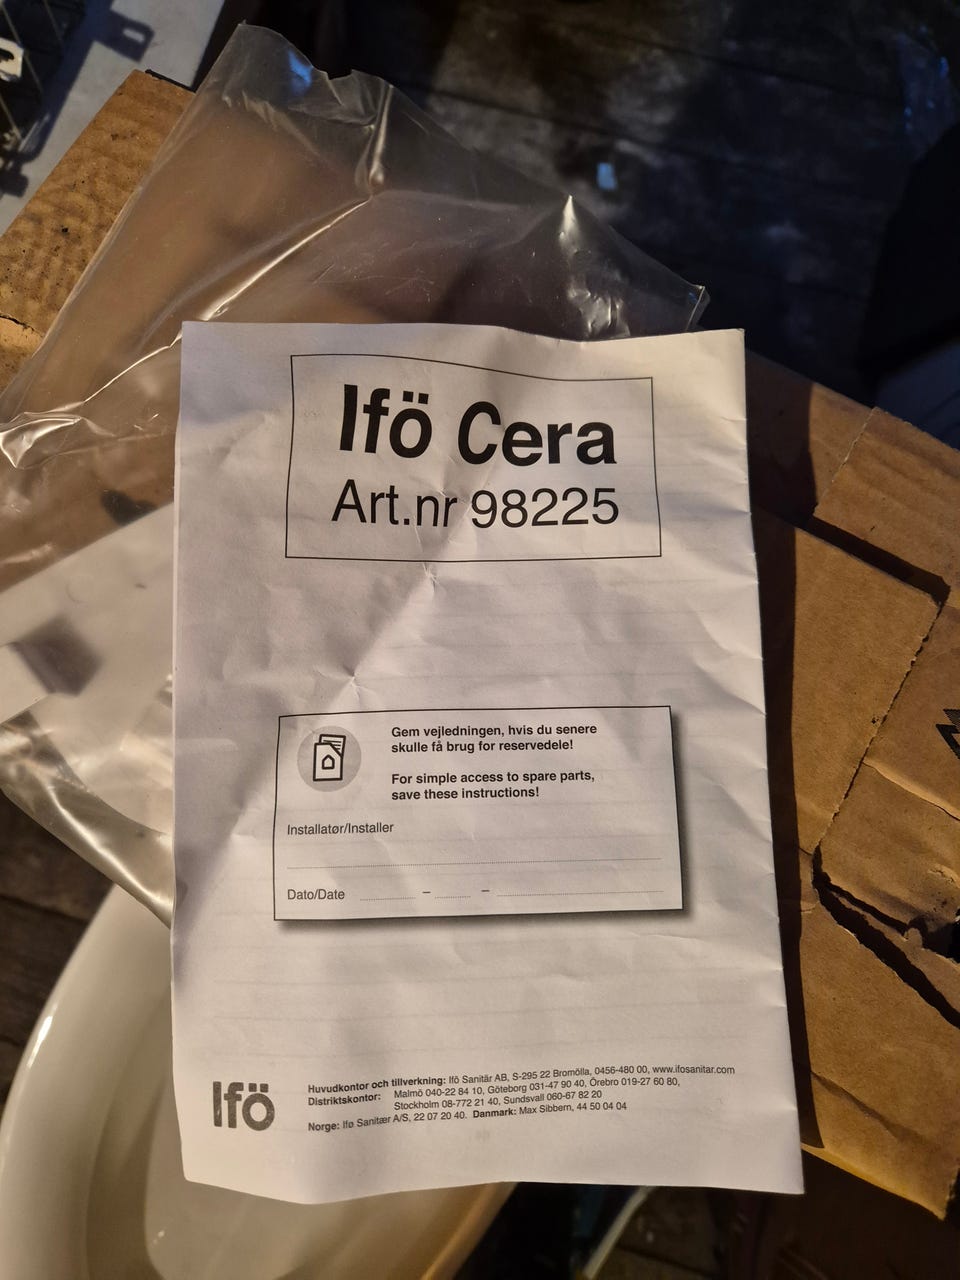 Ifö Cera
Art.nr 98225
Gem vejledningen, hvis du senere
skulle få brug for reservedele!
For simple access to spare parts,
save these instructions!
Installatør/Installer
Dato/Date – –
Ifö
Huvudkontor och tillverkning: Ifö Sanitär AB, S-295 22 Bromölla, 0456-480 00, www.ifosanitar.com
Distriktskontor: Malmö 040-22 84 10, Göteborg 031-47 90 40, Örebro 019-27 60 80,
Stockholm 08-772 21 40, Sundsvall 060-67 82 20
Norge: Ifø Sanitær A/S, 22 07 20 40. Danmark: Max Sibbern, 44 50 04 04